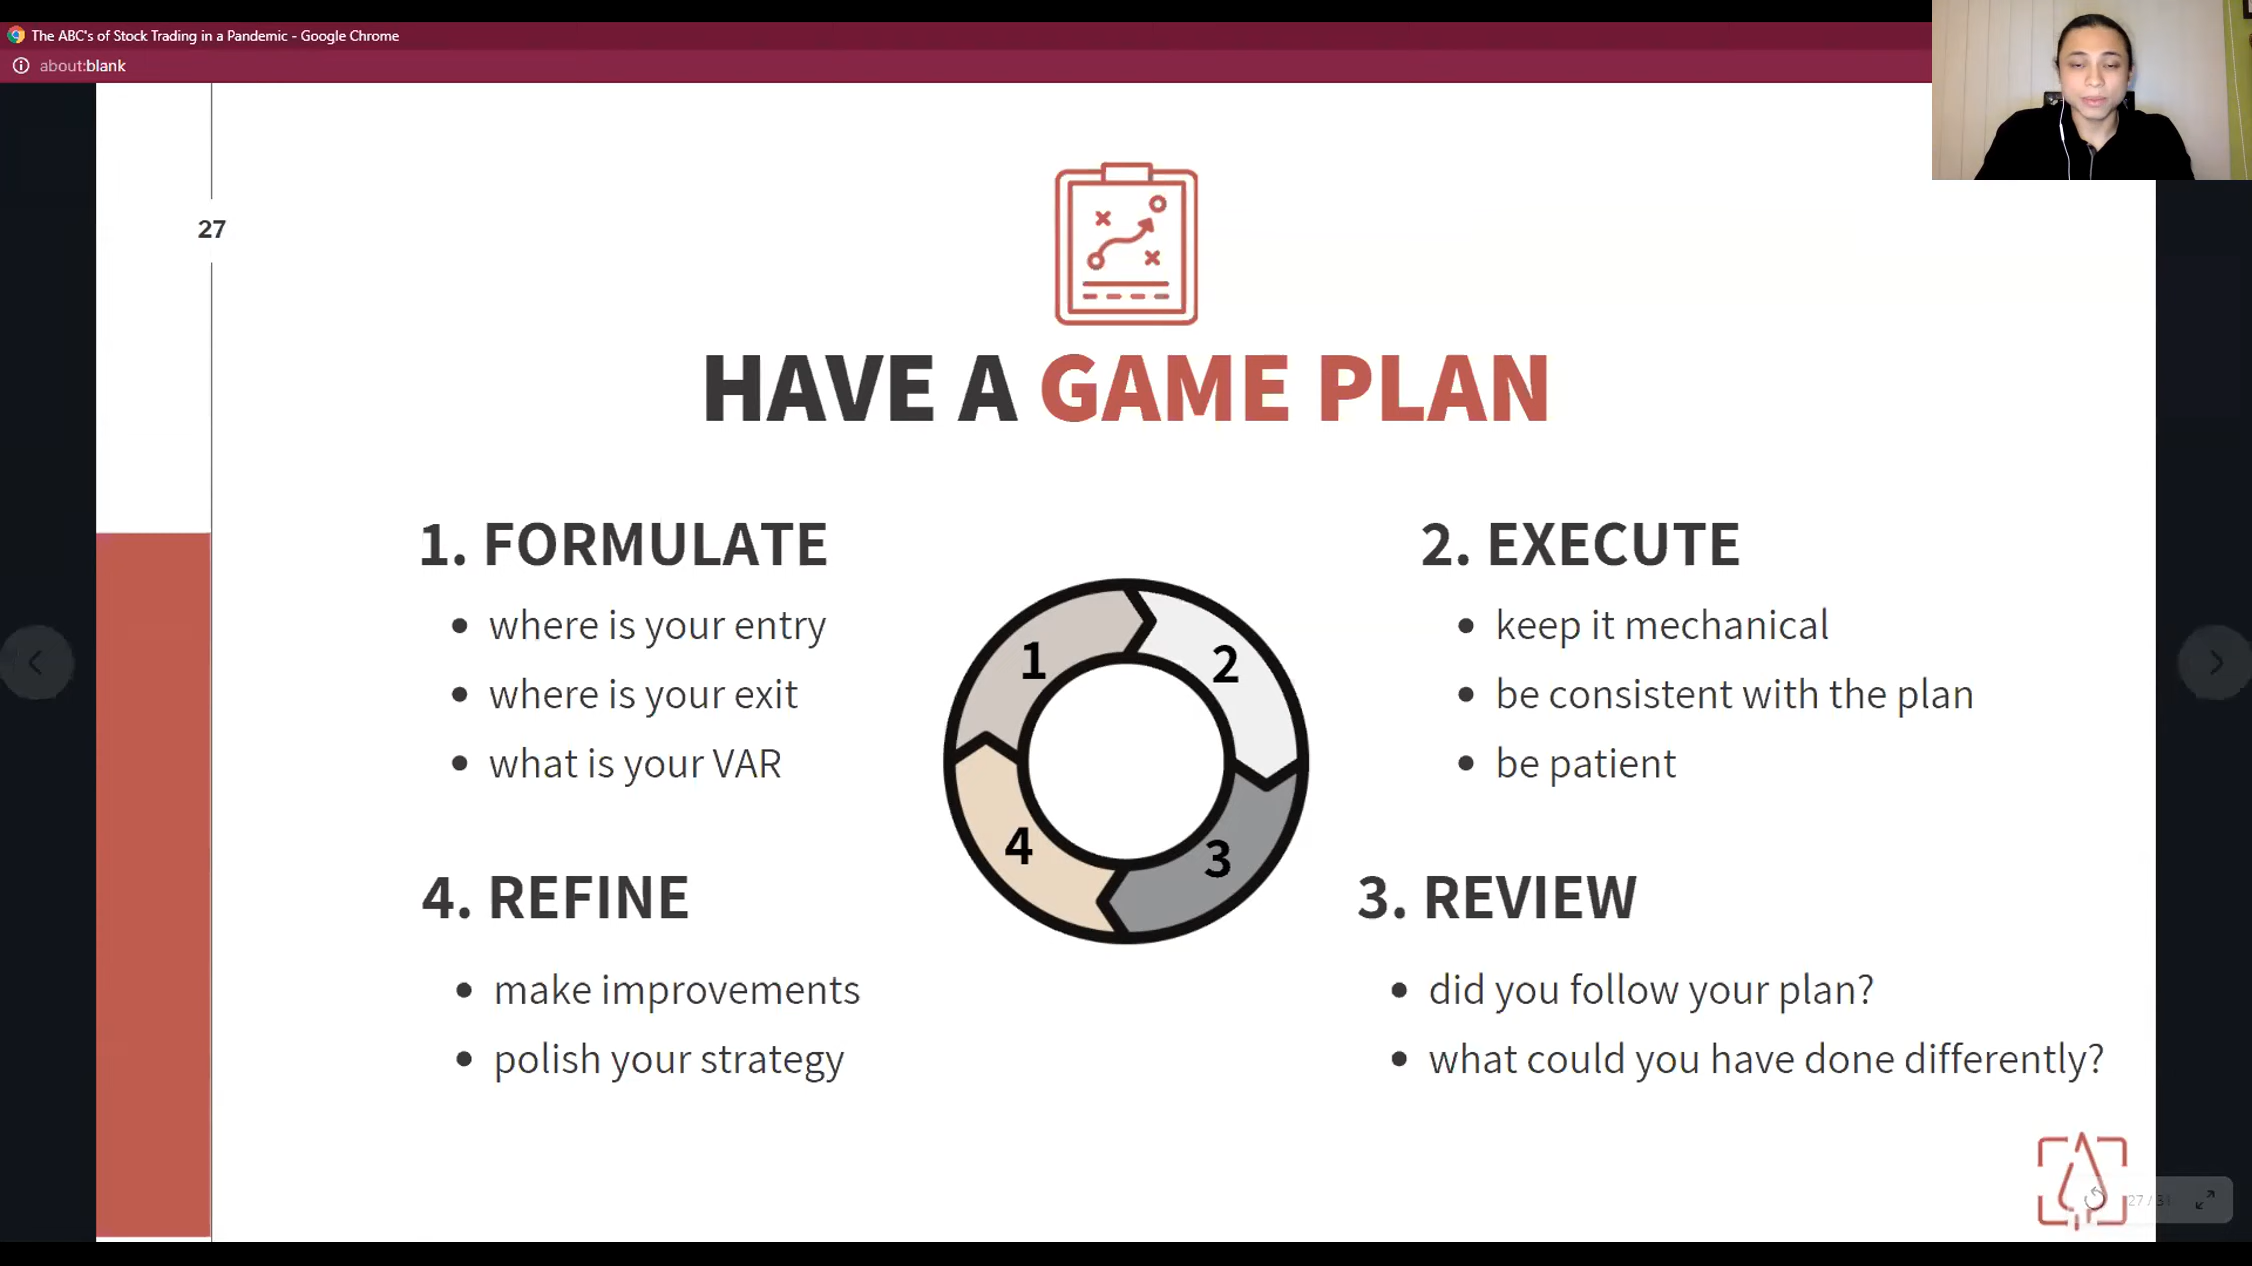 The ABC's of Stock Trading in a Pandemic - Google Chrome
about:blank
27
HAVE A GAME PLAN
1. FORMULATE
where is your entry
where is your exit
what is your VAR
2. EXECUTE
keep it mechanical
be consistent with the plan
be patient
1
2
4
3
4. REFINE
make improvements
polish your strategy
3. REVIEW
did you follow your plan?
what could you have done differently?
27 / 31